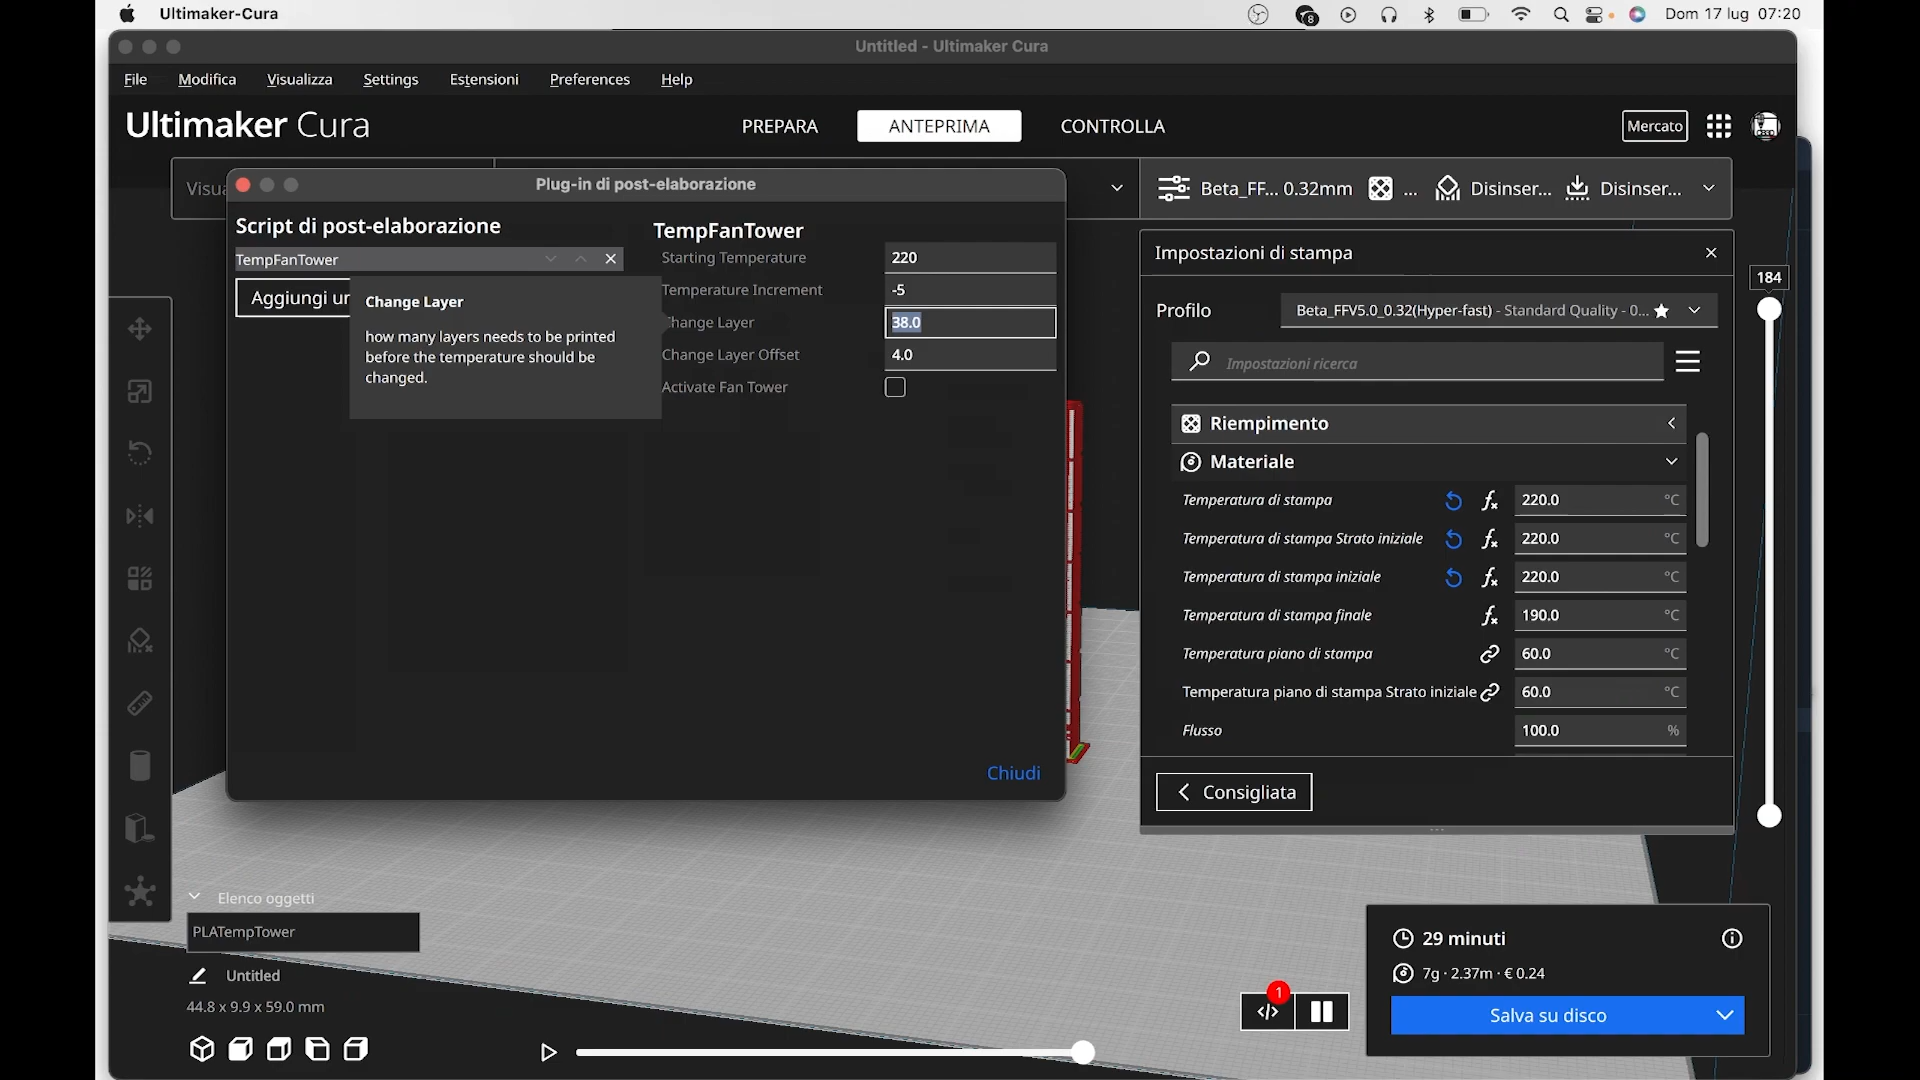 Ultimaker-Cura
8
Dom 17 lug 07:20
Untitled - Ultimaker Cura
File Modifica Visualizza Settings Estensioni Preferences Help
Ultimaker Cura
PREPARA ANTEPRIMA CONTROLLA
Mercato
Visua
Beta_FF... 0.32mm ... Disinser... Disinser...
Plug-in di post-elaborazione
Script di post-elaborazione
TempFanTower
Aggiungi un
Change Layer
how many layers needs to be printed
before the temperature should be
changed.
TempFanTower
Starting Temperature 220
Temperature Increment -5
hange Layer 38.0
Change Layer Offset 4.0
Activate Fan Tower
Chiudi
Impostazioni di stampa
Profilo Beta_FFV5.0_0.32(Hyper-fast) - Standard Quality - 0...
Impostazioni ricerca
Riempimento
Materiale
Temperatura di stampa 220.0 °C
Temperatura di stampa Strato iniziale 220.0 °C
Temperatura di stampa iniziale 220.0 °C
Temperatura di stampa finale 190.0 °C
Temperatura piano di stampa 60.0 °C
Temperatura piano di stampa Strato iniziale 60.0 °C
Flusso 100.0 %
Consigliata
184
Elenco oggetti
PLATempTower
Untitled
44.8 x 9.9 x 59.0 mm
1
29 minuti
7g · 2.37m · € 0.24
Salva su disco